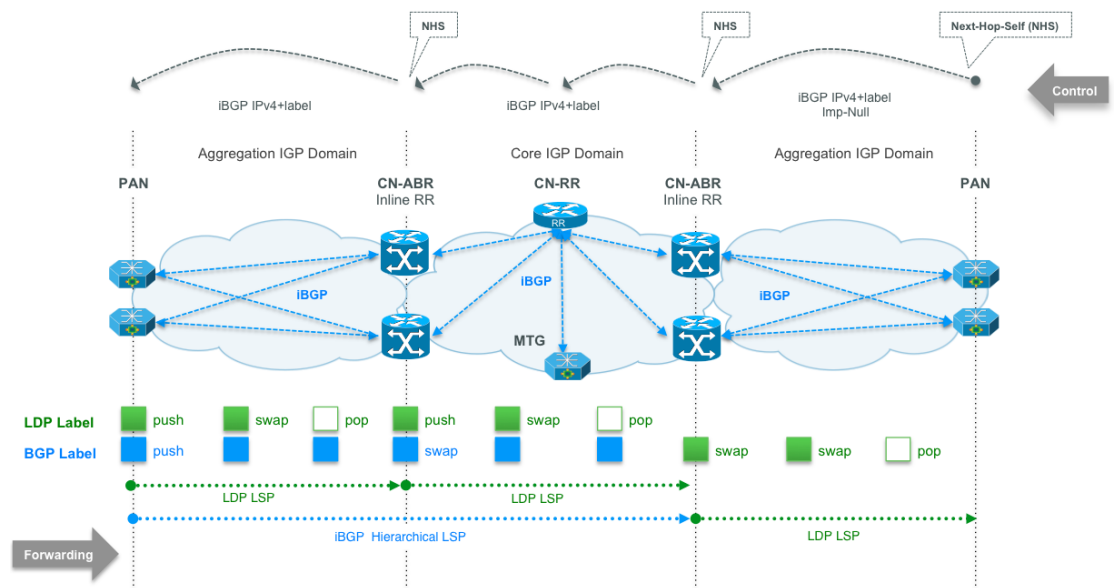 NHS
NHS
Next-Hop-Self (NHS)
Control
iBGP IPv4+label
iBGP IPv4+label
iBGP IPv4+label
Imp-Null
Aggregation IGP Domain
Core IGP Domain
Aggregation IGP Domain
PAN
CN-ABR
Inline RR
CN-RR
CN-ABR
Inline RR
PAN
RR
iBGP
iBGP
iBGP
MTG
LDP Label
push
swap
pop
push
swap
pop
BGP Label
push
swap
swap
swap
pop
LDP LSP
LDP LSP
iBGP Hierarchical LSP
LDP LSP
Forwarding